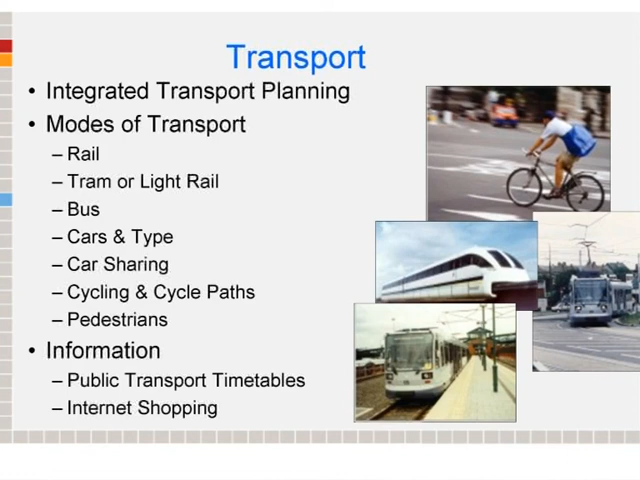 Transport
• Integrated Transport Planning
• Modes of Transport
– Rail
– Tram or Light Rail
– Bus
– Cars & Type
– Car Sharing
– Cycling & Cycle Paths
– Pedestrians
• Information
– Public Transport Timetables
– Internet Shopping